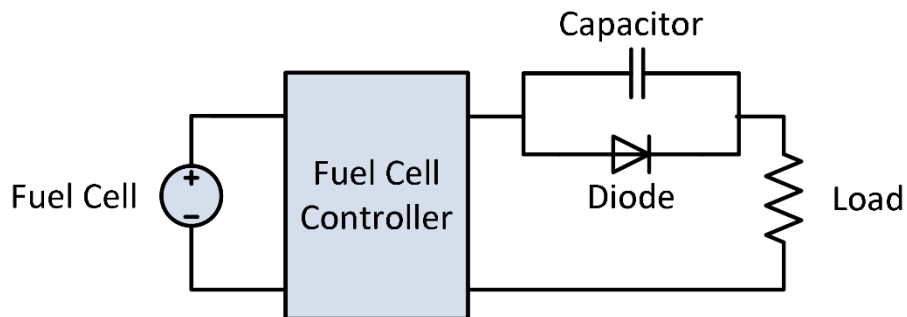 Capacitor
Fuel Cell
+
−
Fuel Cell
Controller
Diode
Load